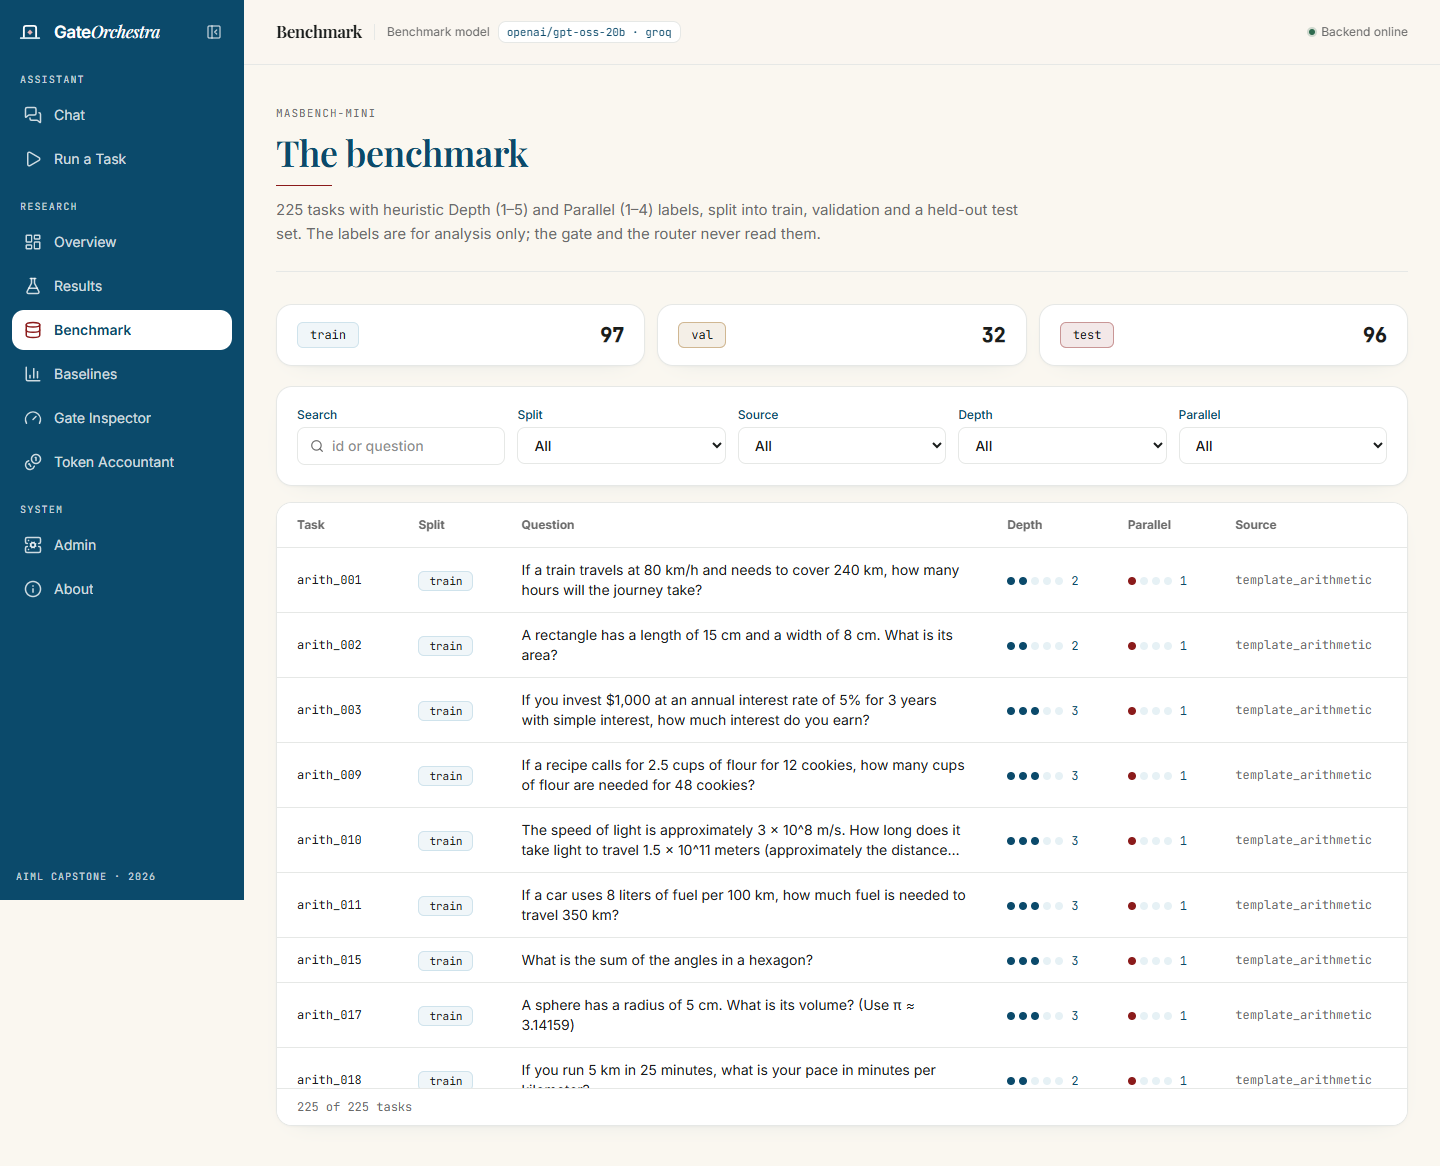 GateOrchestra
ASSISTANT
Chat
Run a Task
RESEARCH
Overview
Results
Benchmark
Baselines
Gate Inspector
Token Accountant
SYSTEM
Admin
About
AIML CAPSTONE · 2026
Benchmark
Benchmark model
openai/gpt-oss-20b · groq
Backend online
MASBENCH-MINI
The benchmark
225 tasks with heuristic Depth (1–5) and Parallel (1–4) labels, split into train, validation and a held-out test
set. The labels are for analysis only; the gate and the router never read them.
train 97
val 32
test 96
Search Split Source Depth Parallel
id or question All All All All
Task Split Question Depth Parallel Source
arith_001 train If a train travels at 80 km/h and needs to cover 240 km, how many 2 1 template_arithmetic
hours will the journey take?
arith_002 train A rectangle has a length of 15 cm and a width of 8 cm. What is its 2 1 template_arithmetic
area?
arith_003 train If you invest $1,000 at an annual interest rate of 5% for 3 years 3 1 template_arithmetic
with simple interest, how much interest do you earn?
arith_009 train If a recipe calls for 2.5 cups of flour for 12 cookies, how many cups 3 1 template_arithmetic
of flour are needed for 48 cookies?
arith_010 train The speed of light is approximately 3 × 10^8 m/s. How long does it 3 1 template_arithmetic
take light to travel 1.5 × 10^11 meters (approximately the distance...
arith_011 train If a car uses 8 liters of fuel per 100 km, how much fuel is needed to 3 1 template_arithmetic
travel 350 km?
arith_015 train What is the sum of the angles in a hexagon? 3 1 template_arithmetic
arith_017 train A sphere has a radius of 5 cm. What is its volume? (Use π ≈ 3 1 template_arithmetic
3.14159)
arith_018 train If you run 5 km in 25 minutes, what is your pace in minutes per 2 1 template_arithmetic
225 of 225 tasks